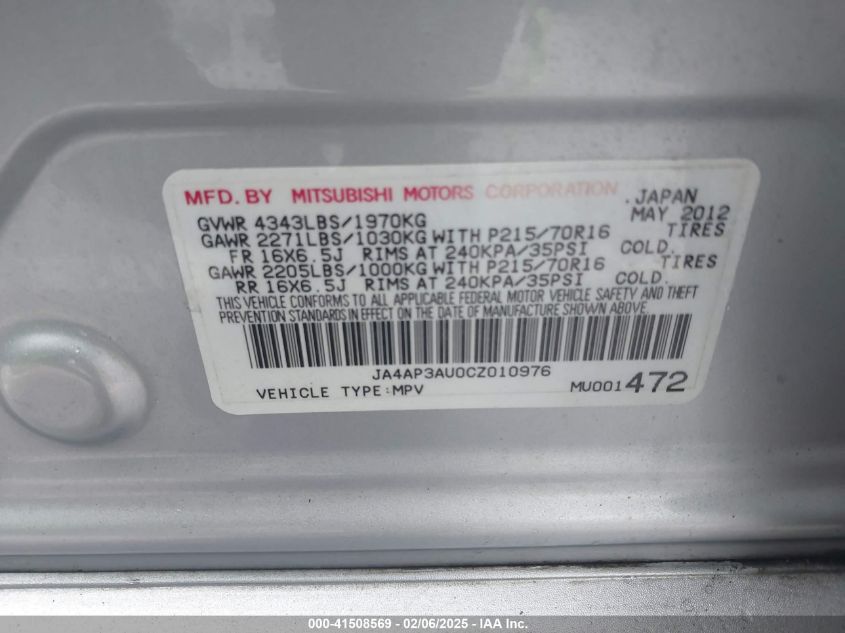 MFD. BY MITSUBISHI MOTORS CORPORATION , JAPAN
GVWR 4343LBS/1970KG MAY 2012
GAWR 2271LBS/1030KG WITH P215/70R16 TIRES
FR 16X6.5J RIMS AT 240KPA/35PSI COLD.
GAWR 2205LBS/1000KG WITH P215/70R16 TIRES
RR 16X6.5J RIMS AT 240KPA/35PSI COLD.
THIS VEHICLE CONFORMS TO ALL APPLICABLE FEDERAL MOTOR VEHICLE SAFETY AND THEFT
PREVENTION STANDARDS IN EFFECT ON THE DATE OF MANUFACTURE SHOWN ABOVE.
JA4AP3AU0CZ010976
VEHICLE TYPE:MPV MU001472
000-41508569 - 02/06/2025 - IAAI.com